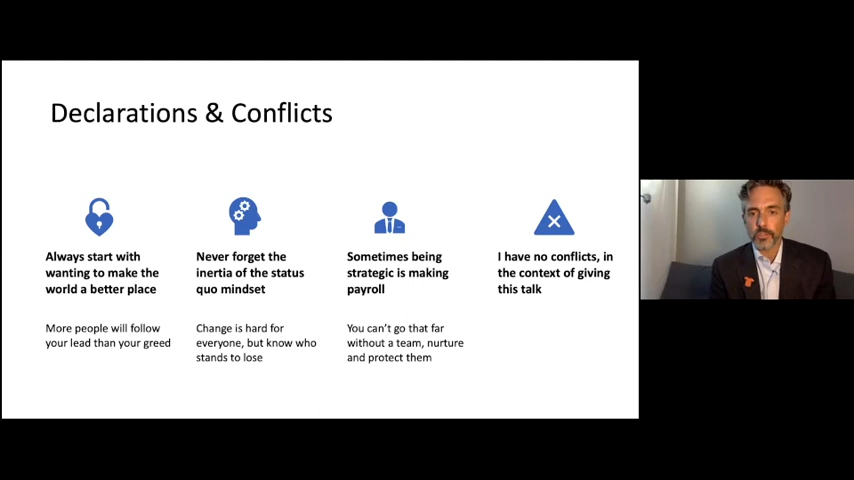 Declarations & Conflicts
Always start with
wanting to make the
world a better place
More people will follow
your lead than your greed
Never forget the
inertia of the status
quo mindset
Change is hard for
everyone, but know who
stands to lose
Sometimes being
strategic is making
payroll
You can't go that far
without a team, nurture
and protect them
I have no conflicts, in
the context of giving
this talk